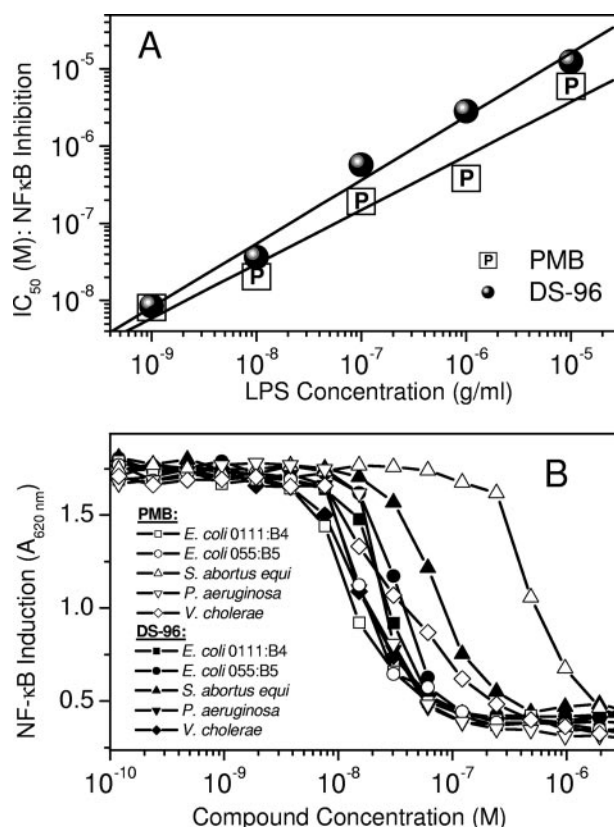 A
IC50 (M): NFκB Inhibition
10-5
10-6
10-7
10-8
P
P
P
P
P PMB
DS-96
10-9 10-8 10-7 10-6 10-5
LPS Concentration (g/ml)
B
NF-κB Induction (A620 nm)
1.5
1.0
0.5
PMB:
E. coli 0111:B4
E. coli 055:B5
S. abortus equi
P. aeruginosa
V. cholerae
DS-96:
E. coli 0111:B4
E. coli 055:B5
S. abortus equi
P. aeruginosa
V. cholerae
10-10 10-9 10-8 10-7 10-6
Compound Concentration (M)